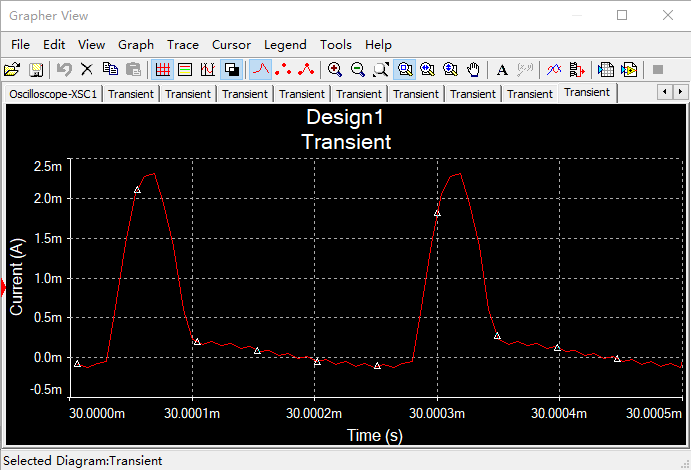 Grapher View
File Edit View Graph Trace Cursor Legend Tools Help
Oscilloscope-XSC1 Transient Transient Transient Transient Transient Transient Transient Transient Transient
Design1
Transient
2.5m
2.0m
1.5m
1.0m
0.5m
0.0m
-0.5m
Current (A)
30.0000m 30.0001m 30.0002m 30.0003m 30.0004m 30.0005m
Time (s)
Selected Diagram:Transient